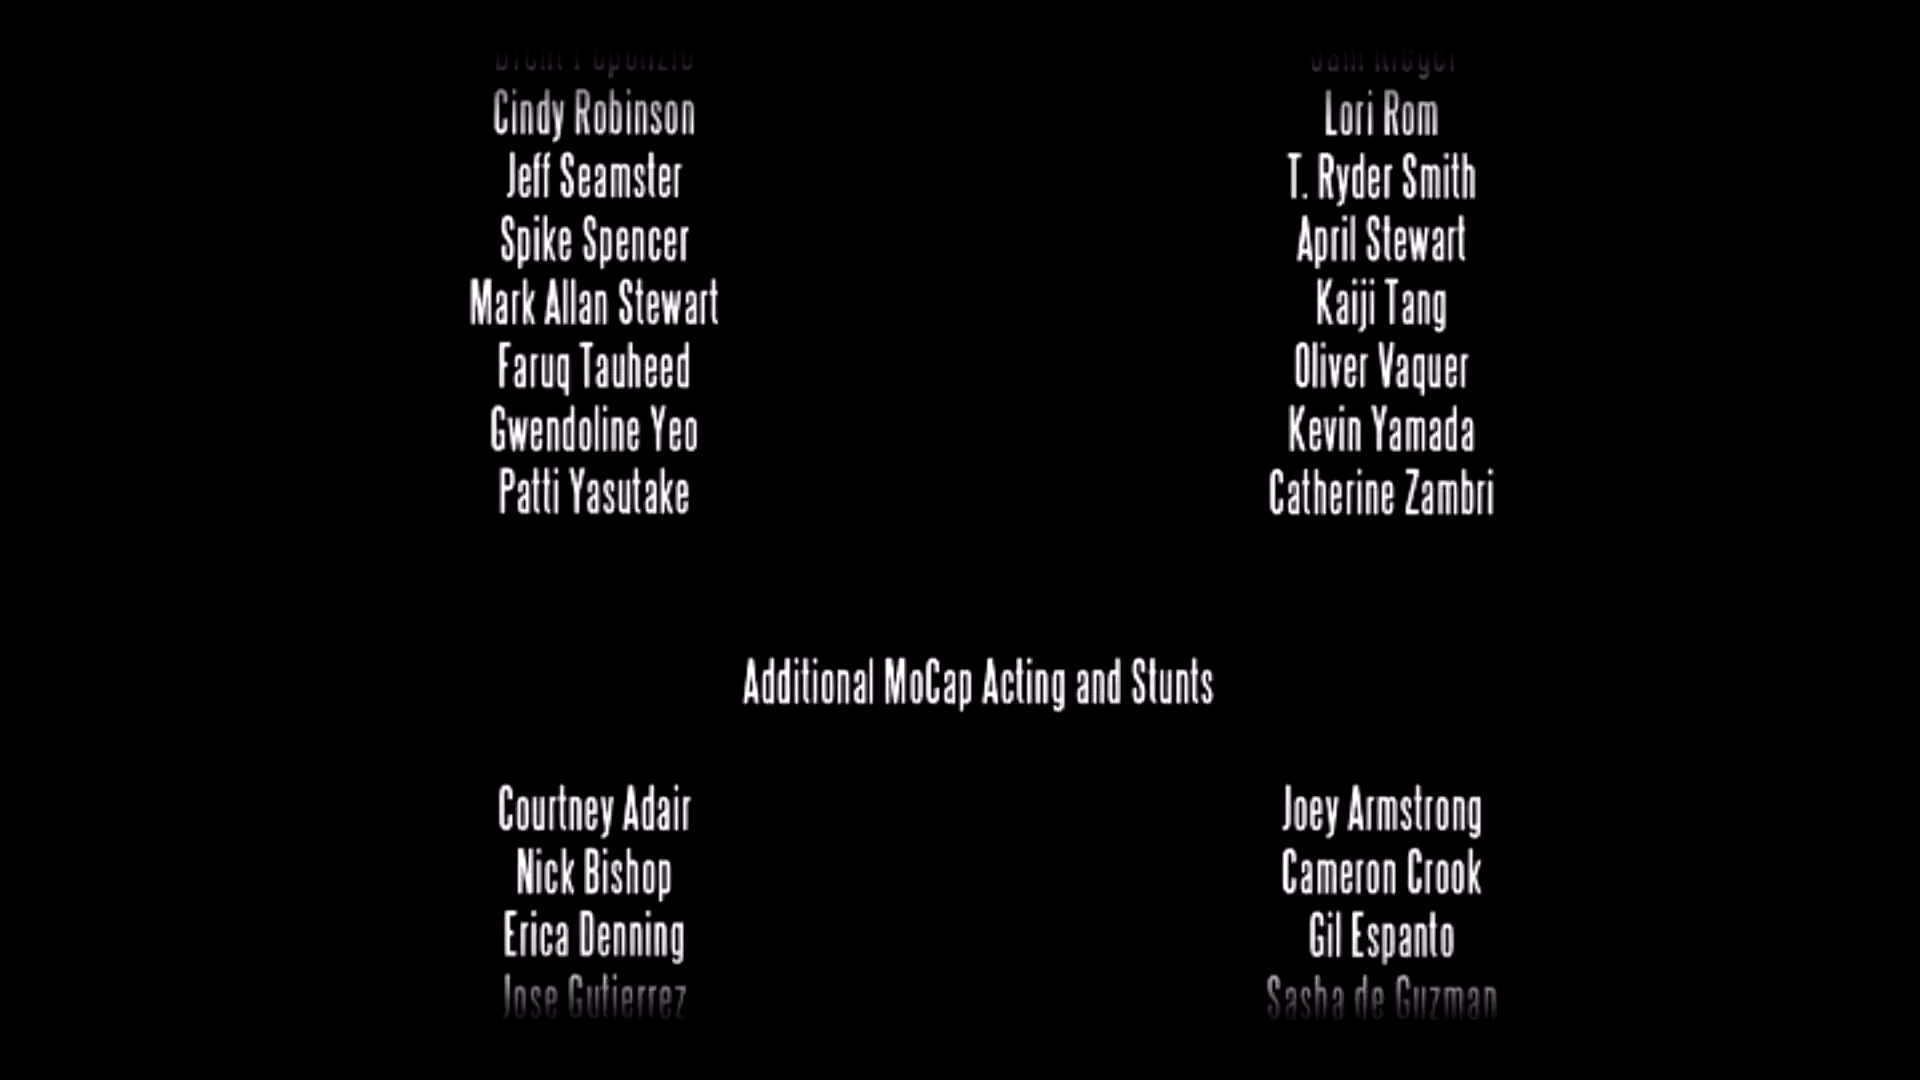 Cindy Robinson Lori Rom
Jeff Seamster T. Ryder Smith
Spike Spencer April Stewart
Mark Allan Stewart Kaiji Tang
Faruq Tauheed Oliver Vaquer
Gwendoline Yeo Kevin Yamada
Patti Yasutake Catherine Zambri
Additional MoCap Acting and Stunts
Courtney Adair Joey Armstrong
Nick Bishop Cameron Crook
Erica Denning Gil Espanto
Jose Gutierrez Sasha de Guzman